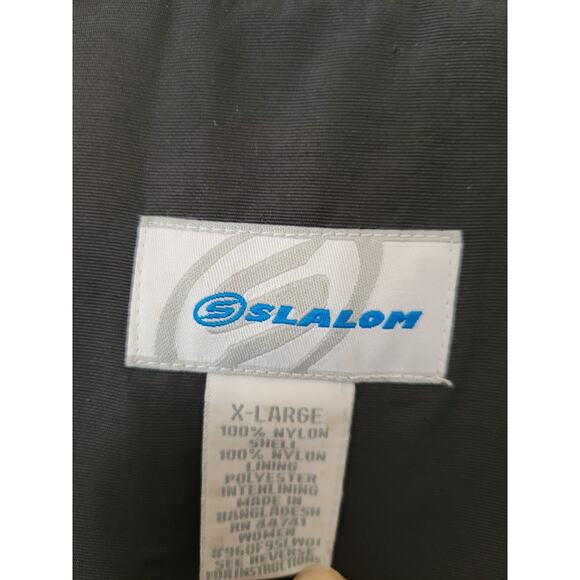 S SLALOM
X-LARGE
100% NYLON
SHELL
100% NYLON
LINING
POLYESTER
INTERLINING
MADE IN
BANGLADESH
RN 44741
WOMEN
#960F95LW01
SEE REVERSE
FOR INSTRUCTIONS